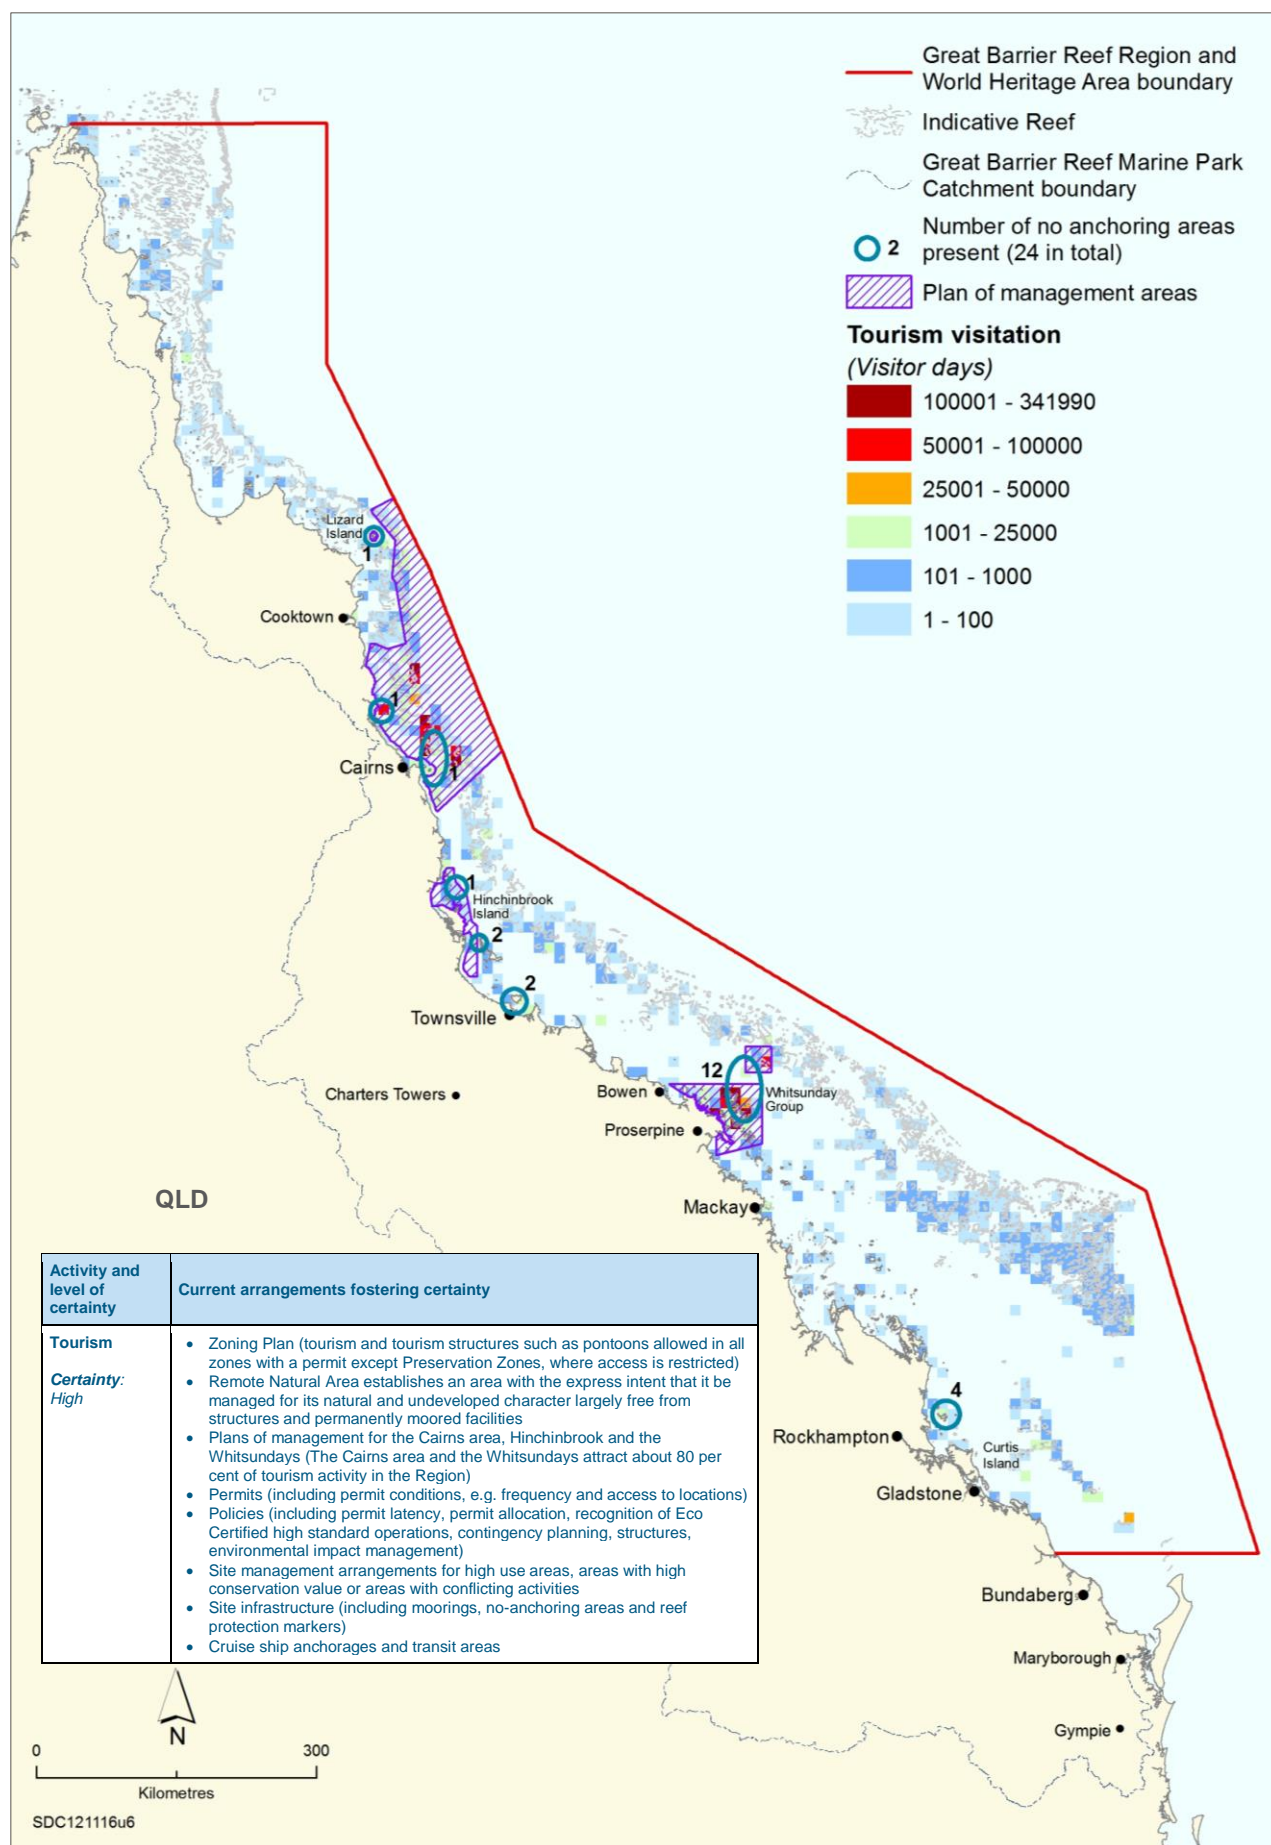 Great Barrier Reef Region and
World Heritage Area boundary
Indicative Reef
Great Barrier Reef Marine Park
Catchment boundary
Number of no anchoring areas
2
present (24 in total)
Plan of management areas
Tourism visitation
(Visitor days)
100001 - 341990
50001 - 100000
25001 - 50000
1001 - 25000
101 - 1000
1 - 100
Lizard
Island
1
Cooktown
1
Cairns
1
1
Hinchinbrook
Island
2
2
Townsville
12
Bowen
Whitsunday
Group
Charters Towers
Proserpine
QLD
Mackay
4
Rockhampton
Curtis
Island
Gladstone
Bundaberg
Maryborough
Gympie
Activity and
level of
certainty
Current arrangements fostering certainty
Tourism
Certainty:
High
• Zoning Plan (tourism and tourism structures such as pontoons allowed in all
zones with a permit except Preservation Zones, where access is restricted)
• Remote Natural Area establishes an area with the express intent that it be
managed for its natural and undeveloped character largely free from
structures and permanently moored facilities
• Plans of management for the Cairns area, Hinchinbrook and the
Whitsundays (The Cairns area and the Whitsundays attract about 80 per
cent of tourism activity in the Region)
• Permits (including permit conditions, e.g. frequency and access to locations)
• Policies (including permit latency, permit allocation, recognition of Eco
Certified high standard operations, contingency planning, structures,
environmental impact management)
• Site management arrangements for high use areas, areas with high
conservation value or areas with conflicting activities
• Site infrastructure (including moorings, no-anchoring areas and reef
protection markers)
• Cruise ship anchorages and transit areas
N
0 300
Kilometres
SDC121116u6